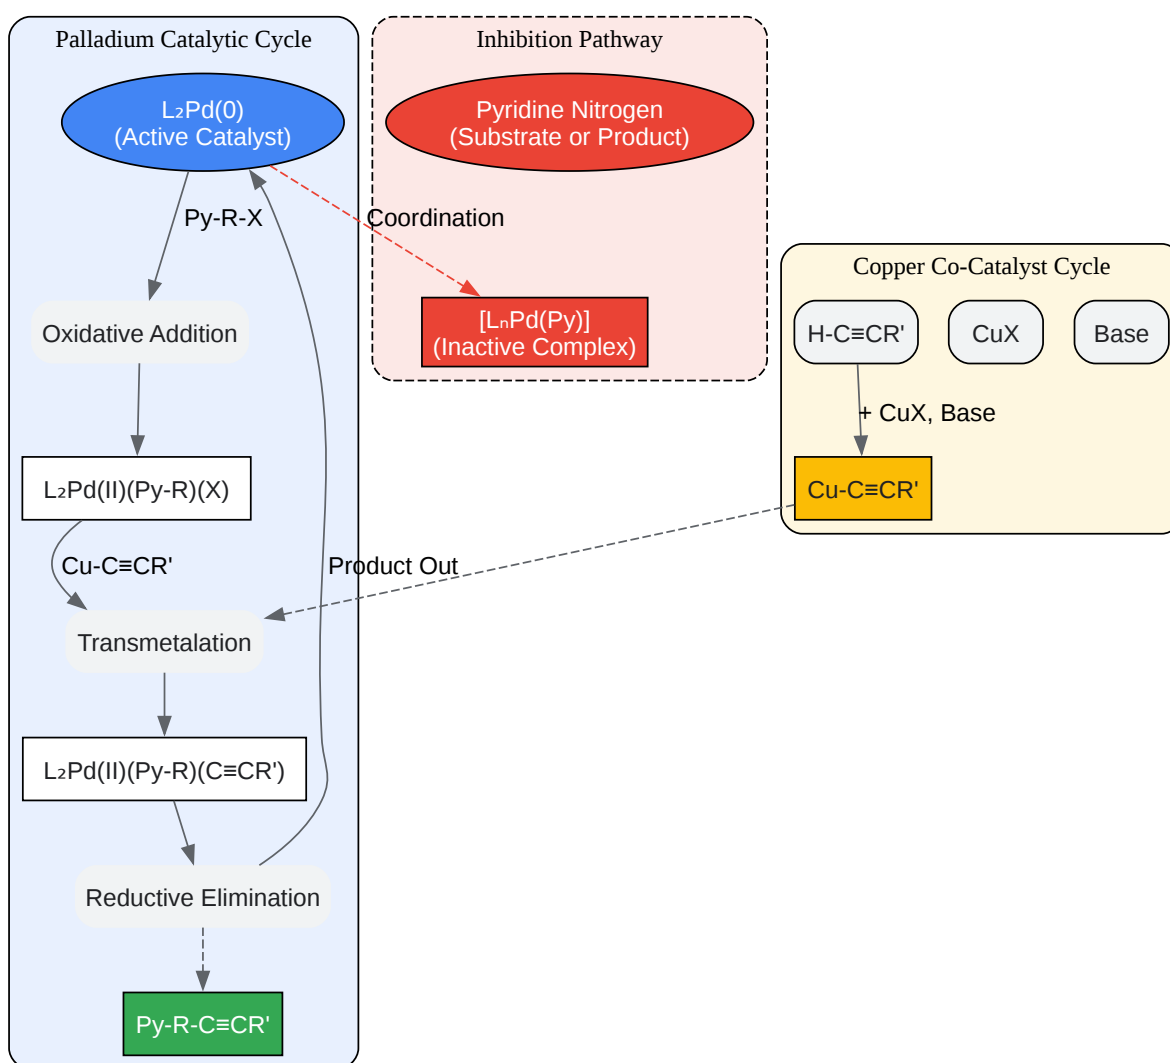 Palladium Catalytic Cycle
L₂Pd(0)
(Active Catalyst)
Py-R-X
Oxidative Addition
L₂Pd(II)(Py-R)(X)
Cu-C≡CR'
Transmetalation
L₂Pd(II)(Py-R)(C≡CR')
Reductive Elimination
Product Out
Py-R-C≡CR'
Inhibition Pathway
Pyridine Nitrogen
(Substrate or Product)
Coordination
[LₙPd(Py)]
(Inactive Complex)
Copper Co-Catalyst Cycle
H-C≡CR'
CuX
Base
+ CuX, Base
Cu-C≡CR'